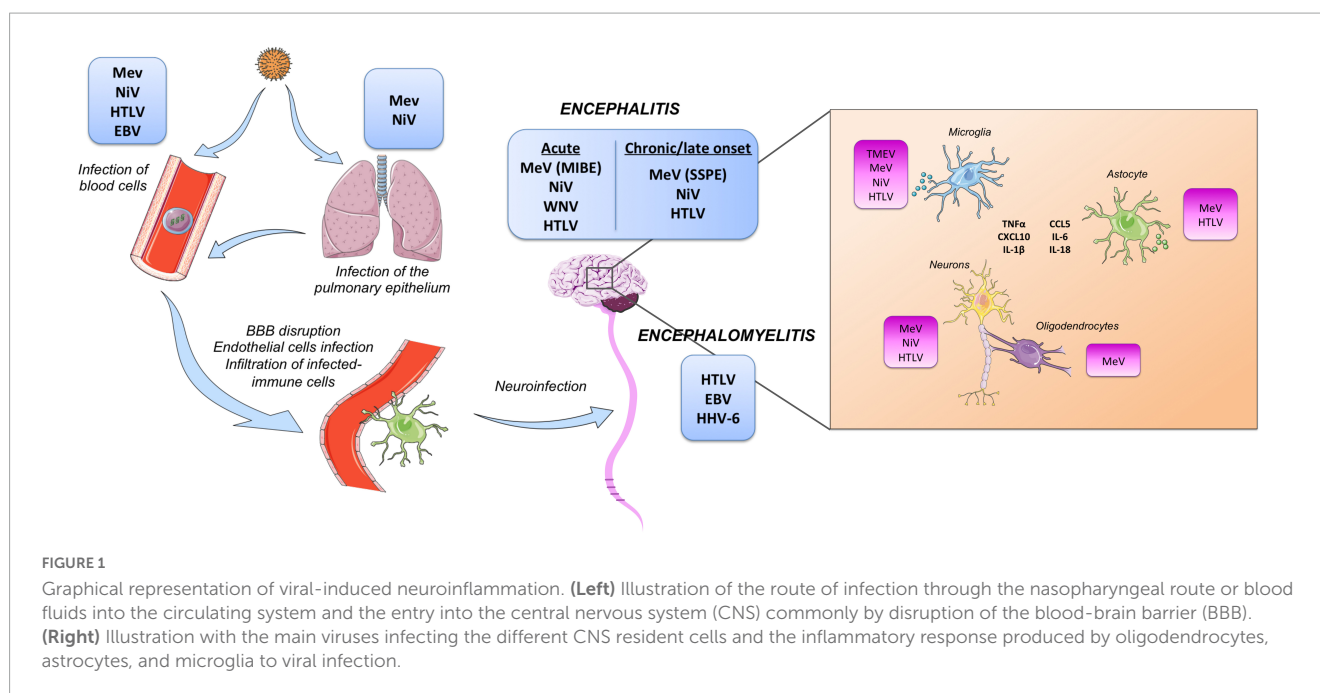 Mev
NiV
HTLV
EBV
Mev
NiV
Infection of
blood cells
Infection of the
pulmonary epithelium
BBB disruption
Endothelial cells infection
Infiltration of infected-
immune cells
Neuroinfection
ENCEPHALITIS
Acute
MeV (MIBE)
NiV
WNV
HTLV
Chronic/late onset
MeV (SSPE)
NiV
HTLV
ENCEPHALOMYELITIS
HTLV
EBV
HHV-6
Microglia
TMEV
MeV
NiV
HTLV
Astocyte
MeV
HTLV
TNFα CCL5
CXCL10 IL-6
IL-1β IL-18
Neurons
MeV
NiV
HTLV
Oligodendrocytes
MeV
FIGURE 1
Graphical representation of viral-induced neuroinflammation. (Left) Illustration of the route of infection through the nasopharyngeal route or blood
fluids into the circulating system and the entry into the central nervous system (CNS) commonly by disruption of the blood-brain barrier (BBB).
(Right) Illustration with the main viruses infecting the different CNS resident cells and the inflammatory response produced by oligodendrocytes,
astrocytes, and microglia to viral infection.